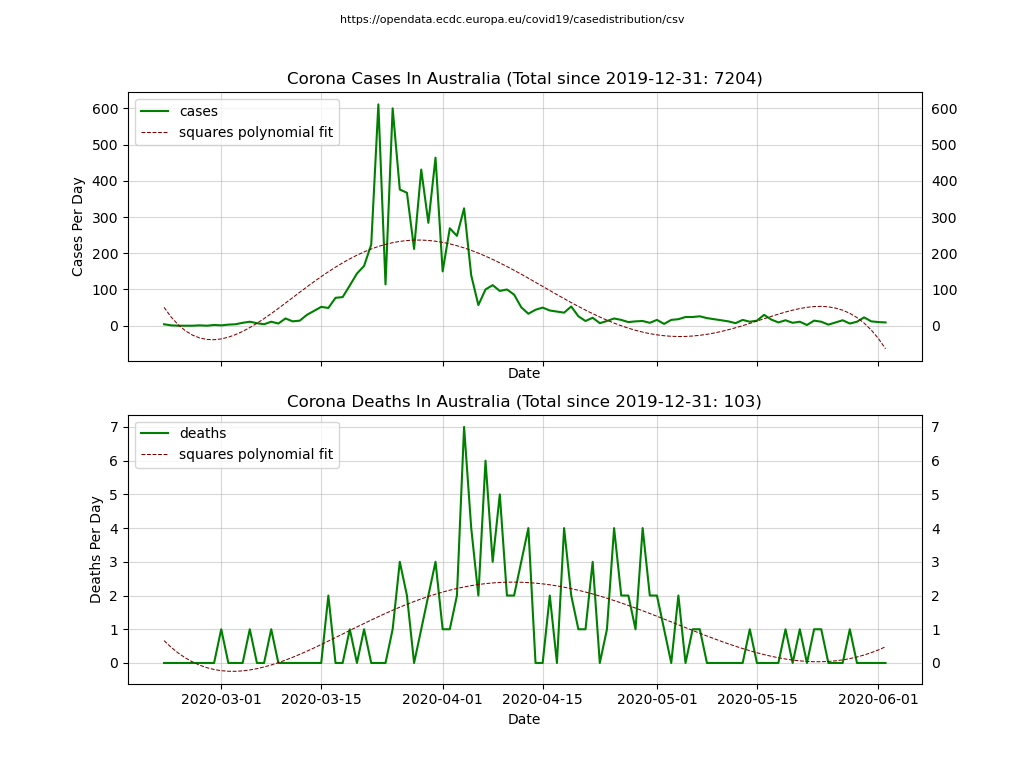 https://opendata.ecdc.europa.eu/covid19/casedistribution/csv
Corona Cases In Australia (Total since 2019-12-31: 7204)
cases
squares polynomial fit
Cases Per Day
600 600
500 500
400 400
300 300
200 200
100 100
0 0
Date
Corona Deaths In Australia (Total since 2019-12-31: 103)
deaths
squares polynomial fit
Deaths Per Day
7 7
6 6
5 5
4 4
3 3
2 2
1 1
0 0
2020-03-01 2020-03-15 2020-04-01 2020-04-15 2020-05-01 2020-05-15 2020-06-01
Date